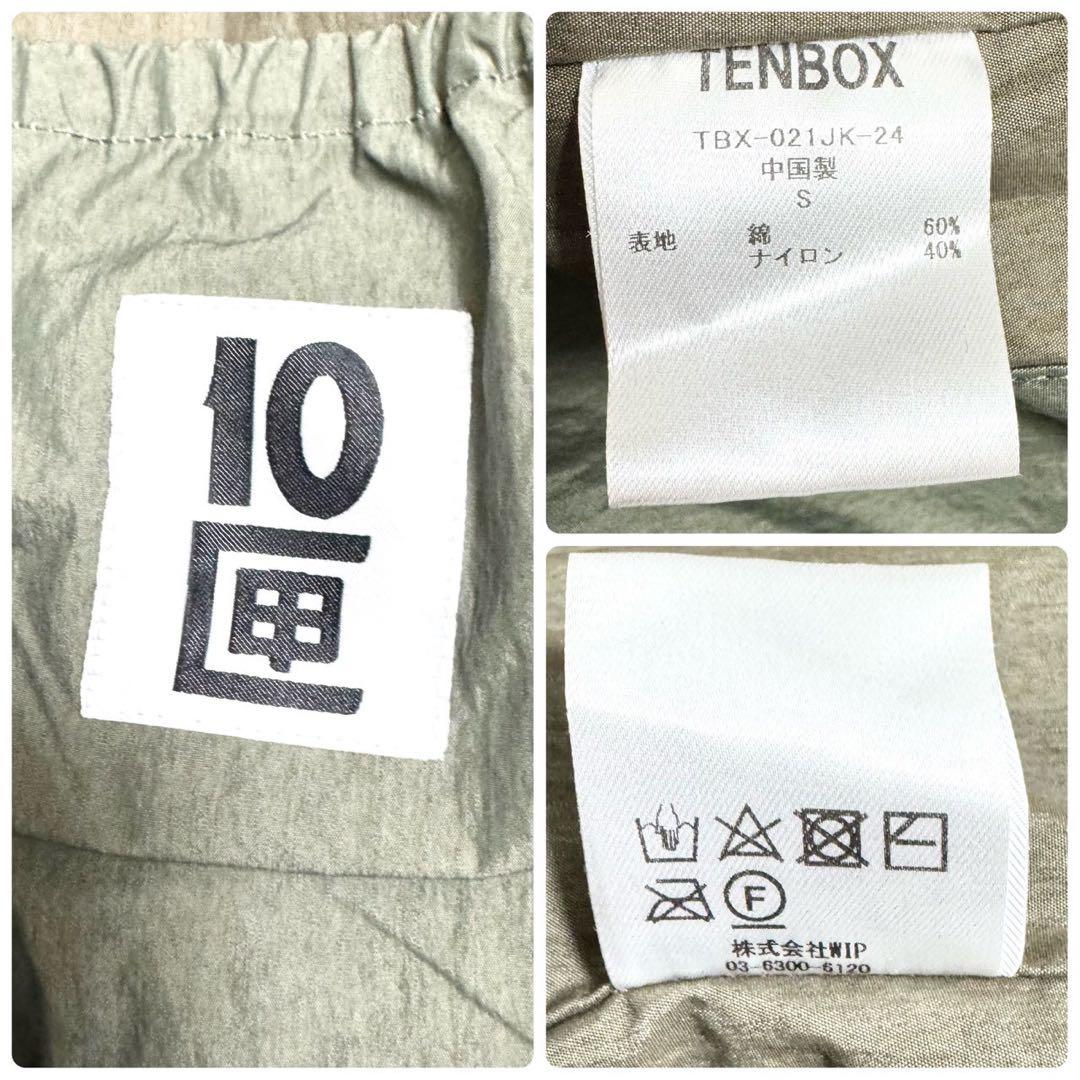 10
匣
TENBOX
TBX-021JK-24
中国製
S
表地 綿 60%
ナイロン 40%
F
株式会社WIP
03-6300-6120